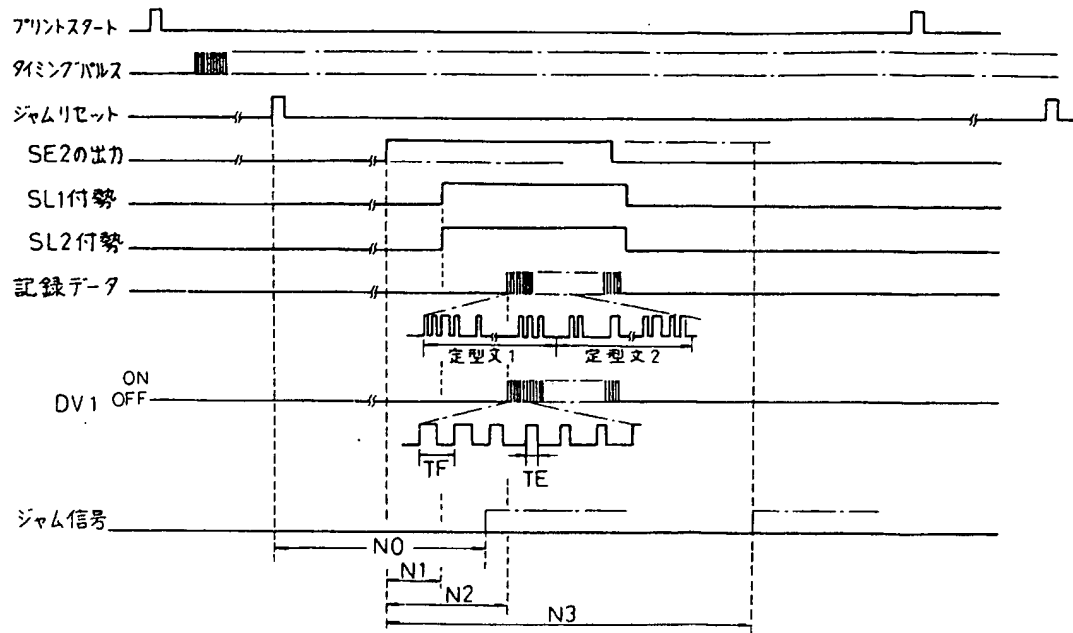 プリントスタート
タイミングパルス
ジャムリセット
SE2の出力
SL1付勢
SL2付勢
記録データ
定型文1 定型文2
ON
DV1 OFF
TF TE
ジャム信号
N0
N1
N2
N3